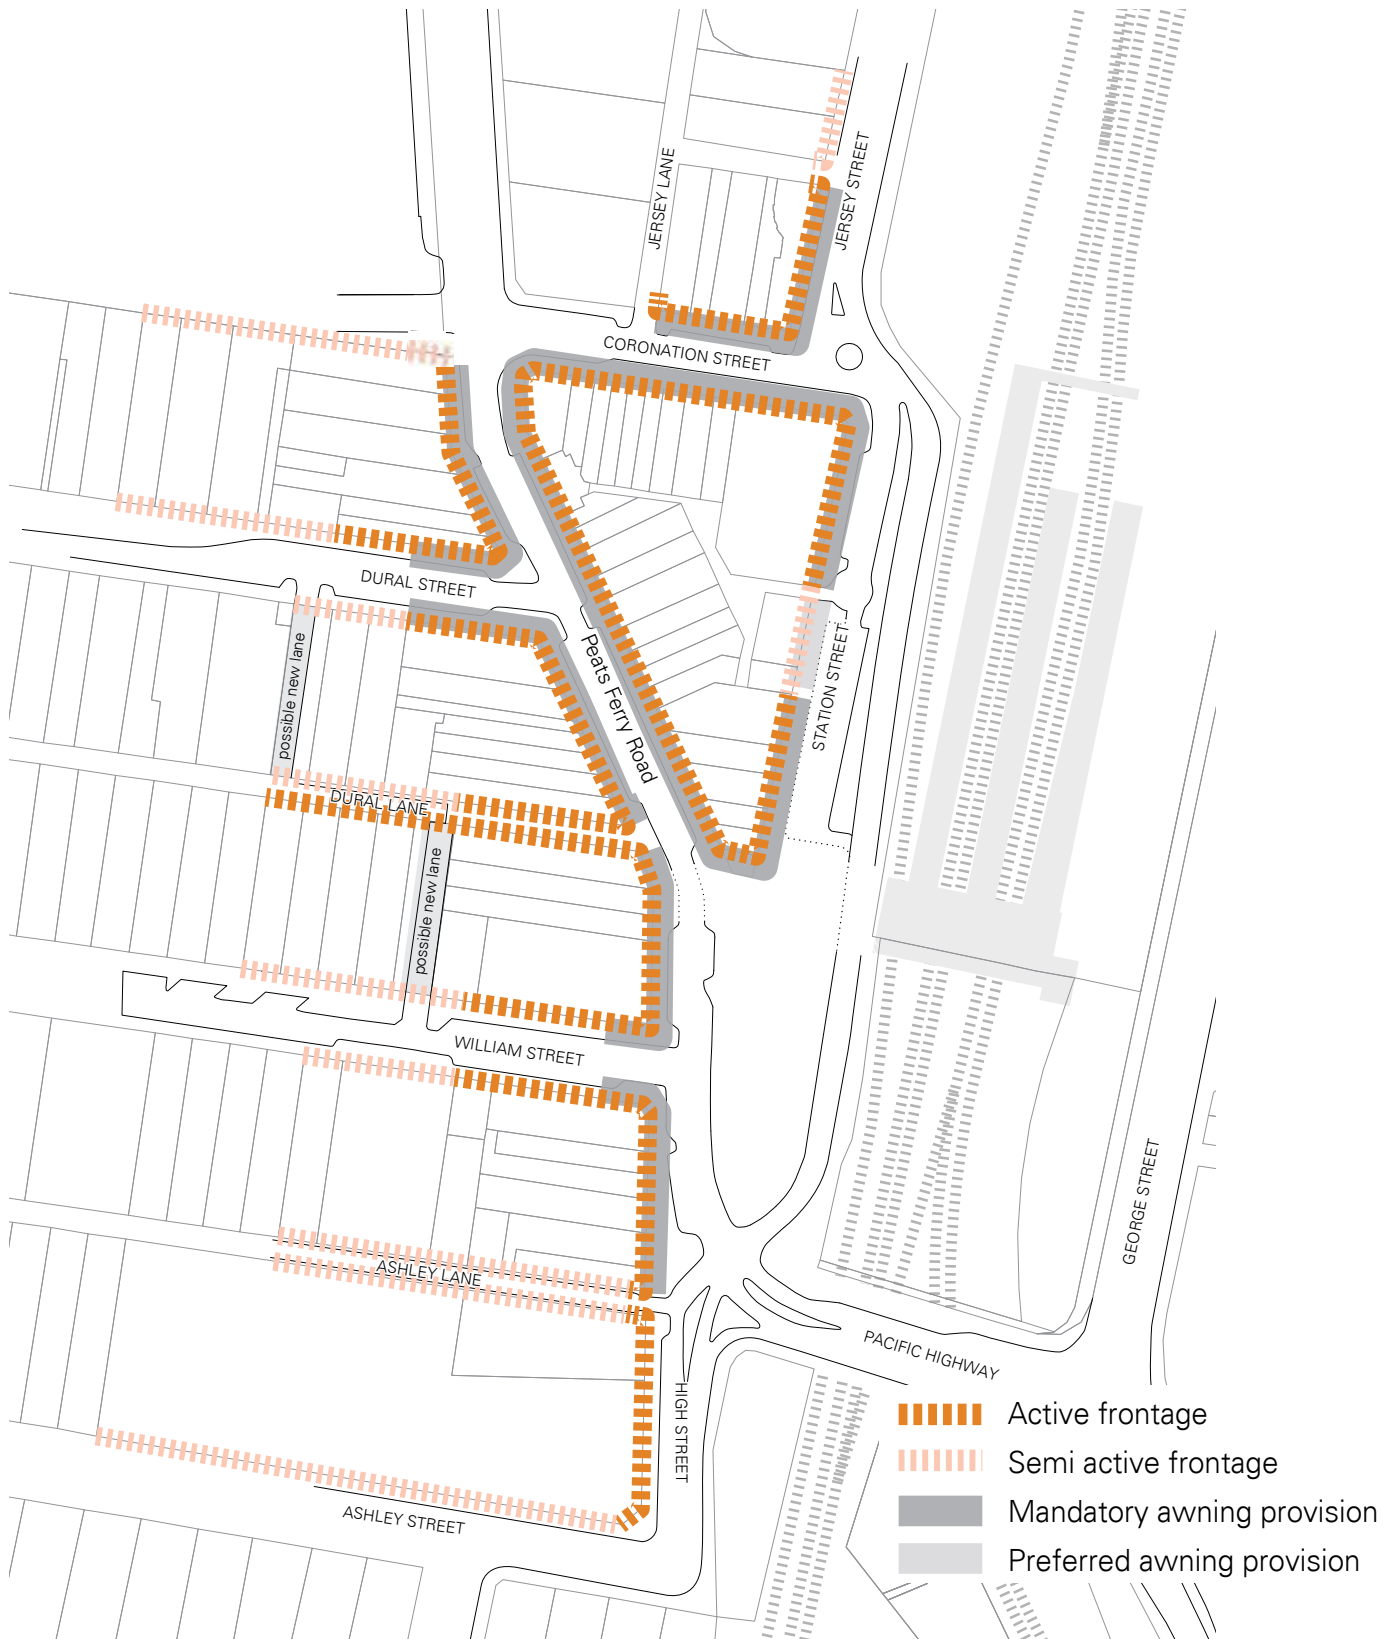 JERSEY LANE
JERSEY STREET
CORONATION STREET
DURAL STREET
possible new lane
Peats Ferry Road
STATION STREET
DURAL LANE
possible new lane
WILLIAM STREET
GEORGE STREET
ASHLEY LANE
PACIFIC HIGHWAY
HIGH STREET
ASHLEY STREET
Active frontage
Semi active frontage
Mandatory awning provision
Preferred awning provision